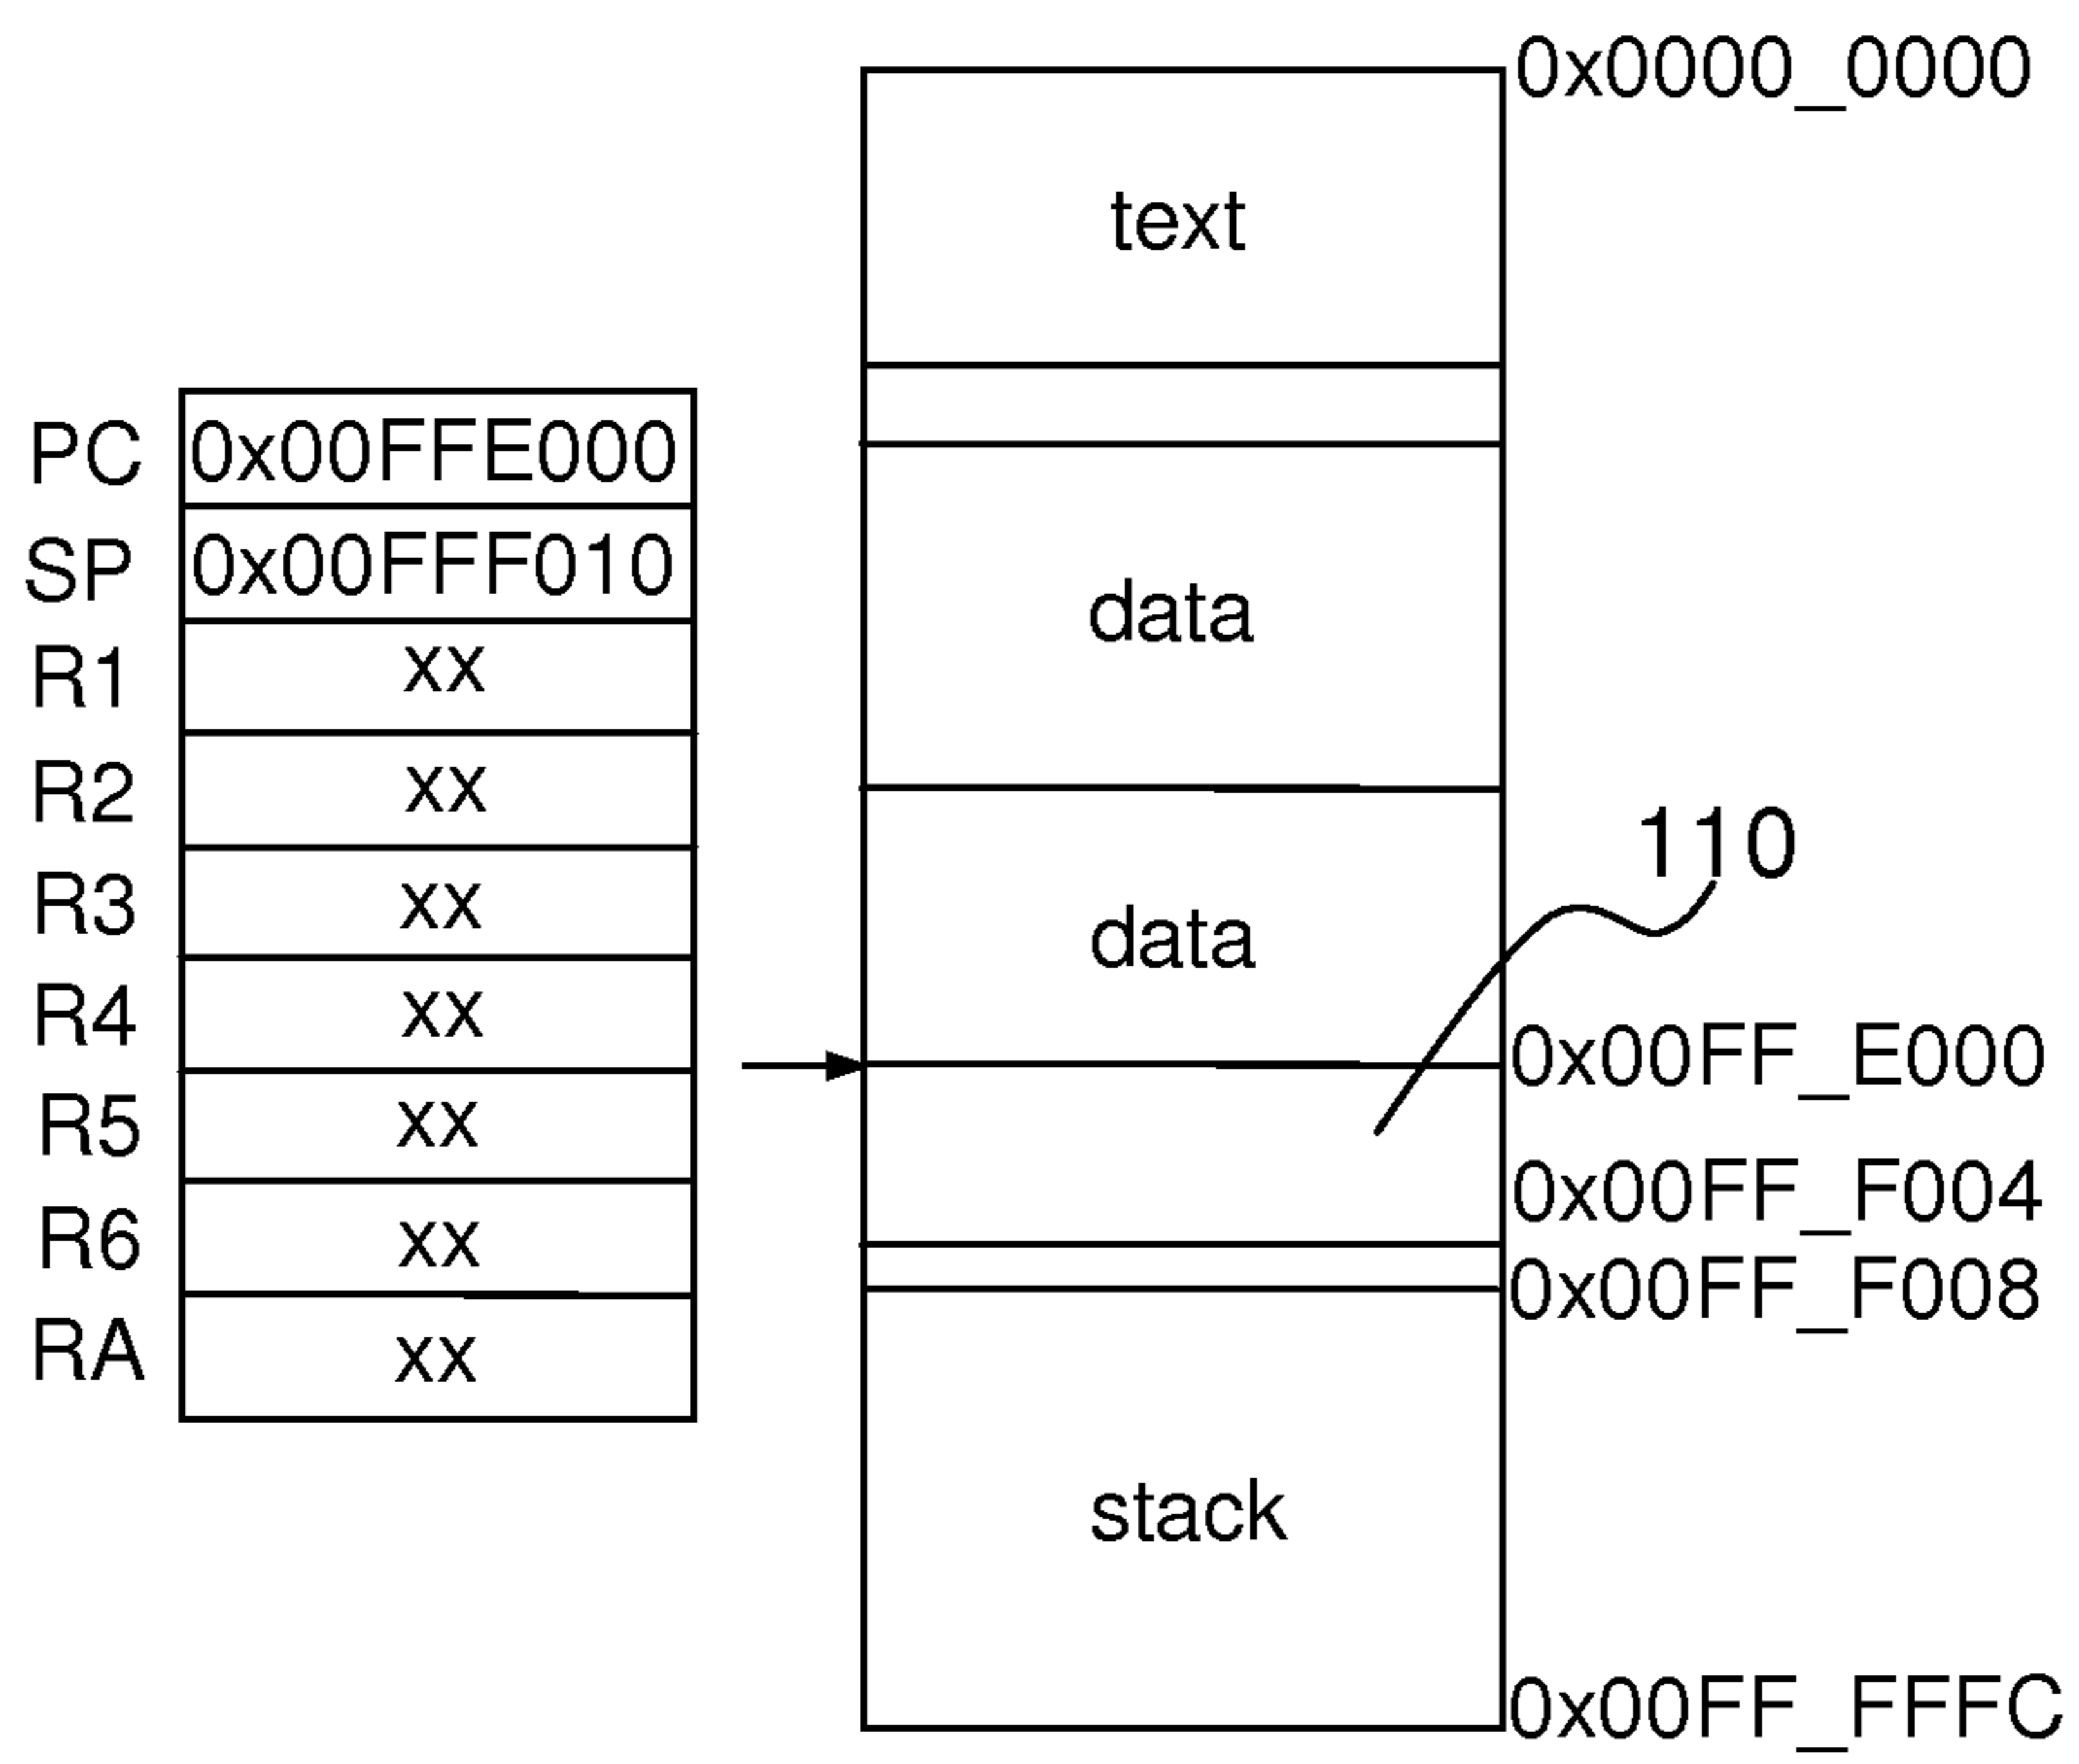 0x0000_0000
text
PC 0x00FFE000
SP 0x00FFF010
R1 xx
R2 xx
R3 xx
R4 xx
R5 xx
R6 xx
RA xx
data
data
110
0x00FF_E000
0x00FF_F004
0x00FF_F008
stack
0x00FF_FFFC